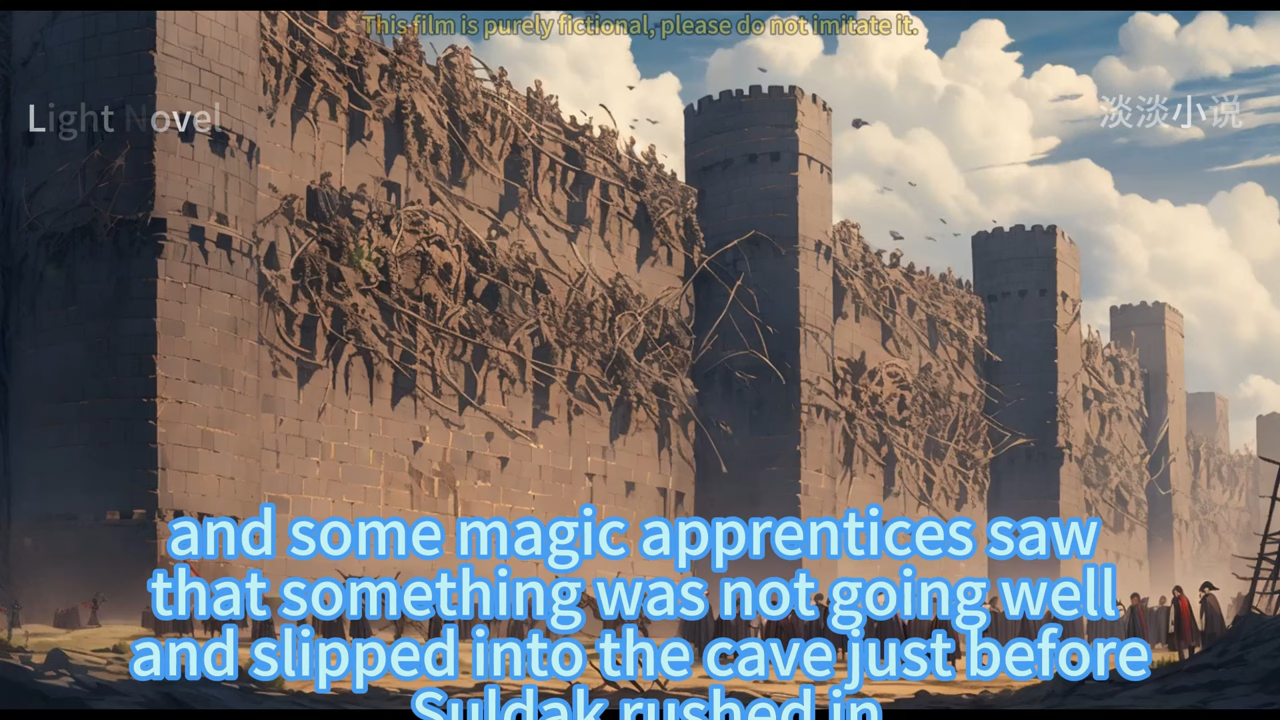 This film is purely fictional, please do not imitate it.
Light Novel
淡淡小说
and some magic apprentices saw
that something was not going well
and slipped into the cave just before
Suldak rushed in